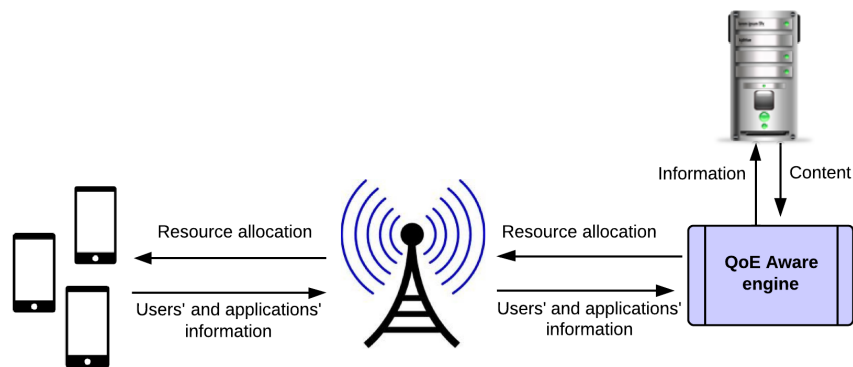 Information
Content
Resource allocation
Users' and applications'
information
Resource allocation
Users' and applications'
information
QoE Aware
engine